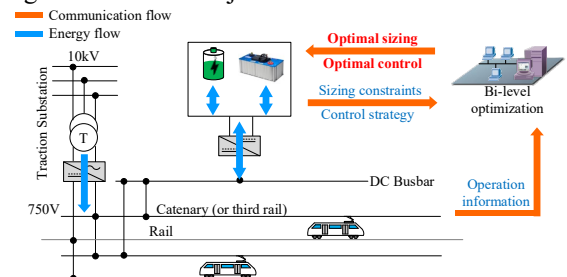 Communication flow
Energy flow
10kV
Traction Substation
T
Optimal sizing
Optimal control
Sizing constraints
Control strategy
Bi-level
optimization
DC Busbar
750V
Catenary (or third rail)
Rail
Operation
information